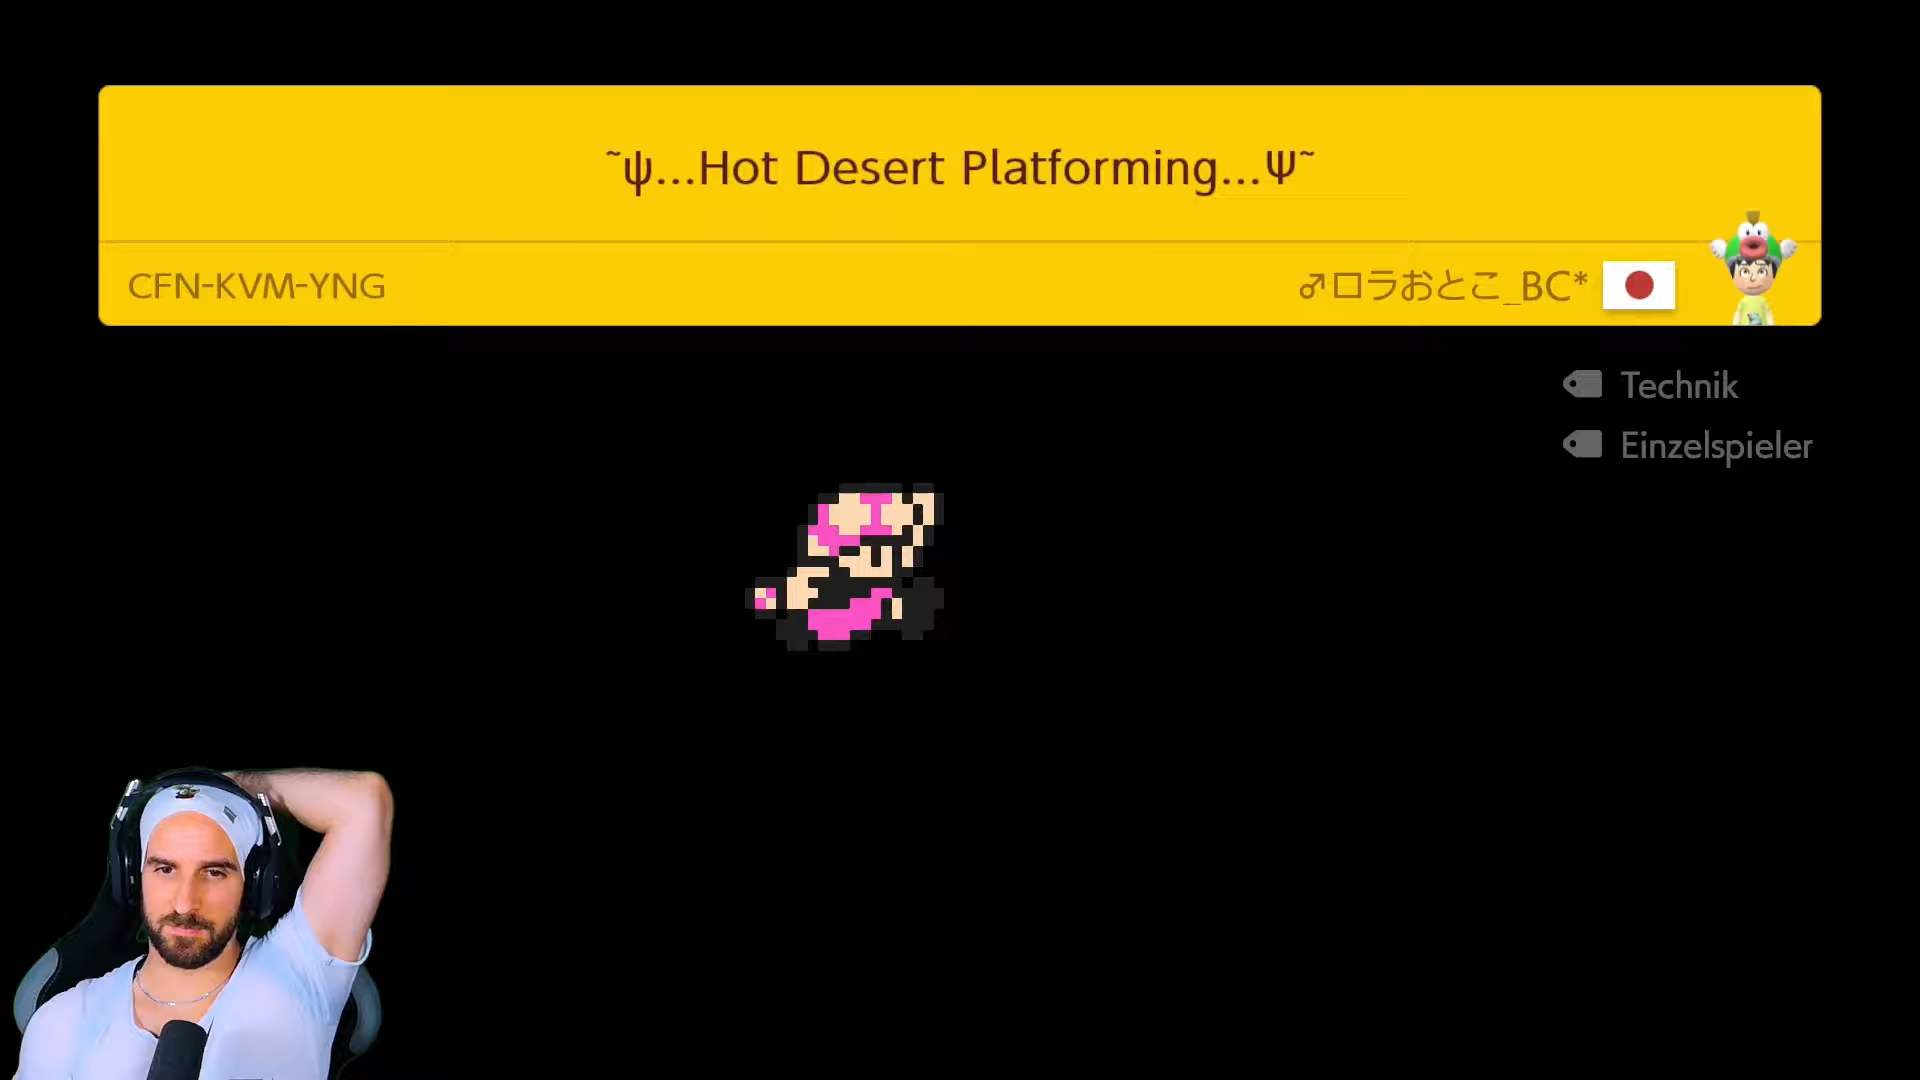 ˜ψ...Hot Desert Platforming...Ψ˜
CFN-KVM-YNG
♂ロラおとこ_BC*
Technik
Einzelspieler